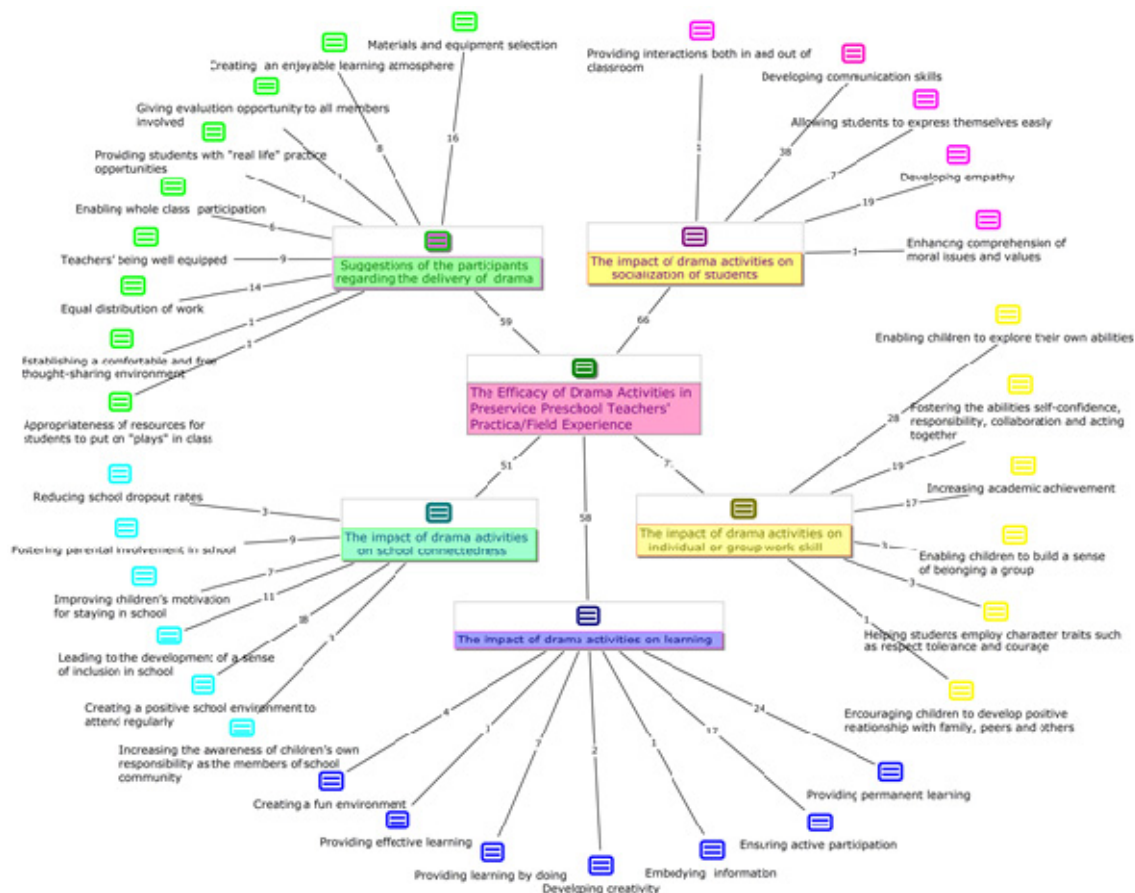 Materials and equipment selection
Creating an enjoyable learning atmosphere
Giving evaluation opportunity to all members
involved
Providing students with "real life" practice
opportunities
Enabling whole class participation
Teachers' being well equipped
Equal distribution of work
Establishing a comfortable and free
thought-sharing environment
Appropriateness of resources for
students to put on "plays" in class
16
8
6
9
14
1
1
Suggestions of the participants
regarding the delivery of drama
59
Providing interactions both in and out of
classroom
Developing communication skills
Allowing students to express themselves easily
Developing empathy
Enhancing comprehension of
moral issues and values
38
7
19
The impact of drama activities on
socialization of students
66
The Efficacy of Drama Activities in
Preservice Preschool Teachers'
Practica/Field Experience
51
58
7
Reducing school dropout rates
Fostering parental involvement in school
Improving children's motivation
for staying in school
Leading to the development of a sense
of inclusion in school
Creating a positive school environment to
attend regularly
Increasing the awareness of children's own
responsibility as the members of school
community
3
9
7
11
18
The impact of drama activities
on school connectedness
Enabling children to explore their own abilities
Fostering the abilities self-confidence,
responsibility, collaboration and acting
together
Increasing academic achievement
Enabling children to build a sense
of belonging a group
Helping students employ character traits such
as respect tolerance and courage
Encouraging children to develop positive
relationship with family, peers and others
28
19
17
3
3
1
The impact of drama activities on
individual or group work skill
The impact of drama activities on learning
4
7
2
1
17
24
Creating a fun environment
Providing effective learning
Providing learning by doing
Developing creativity
Embedying information
Ensuring active participation
Providing permanent learning